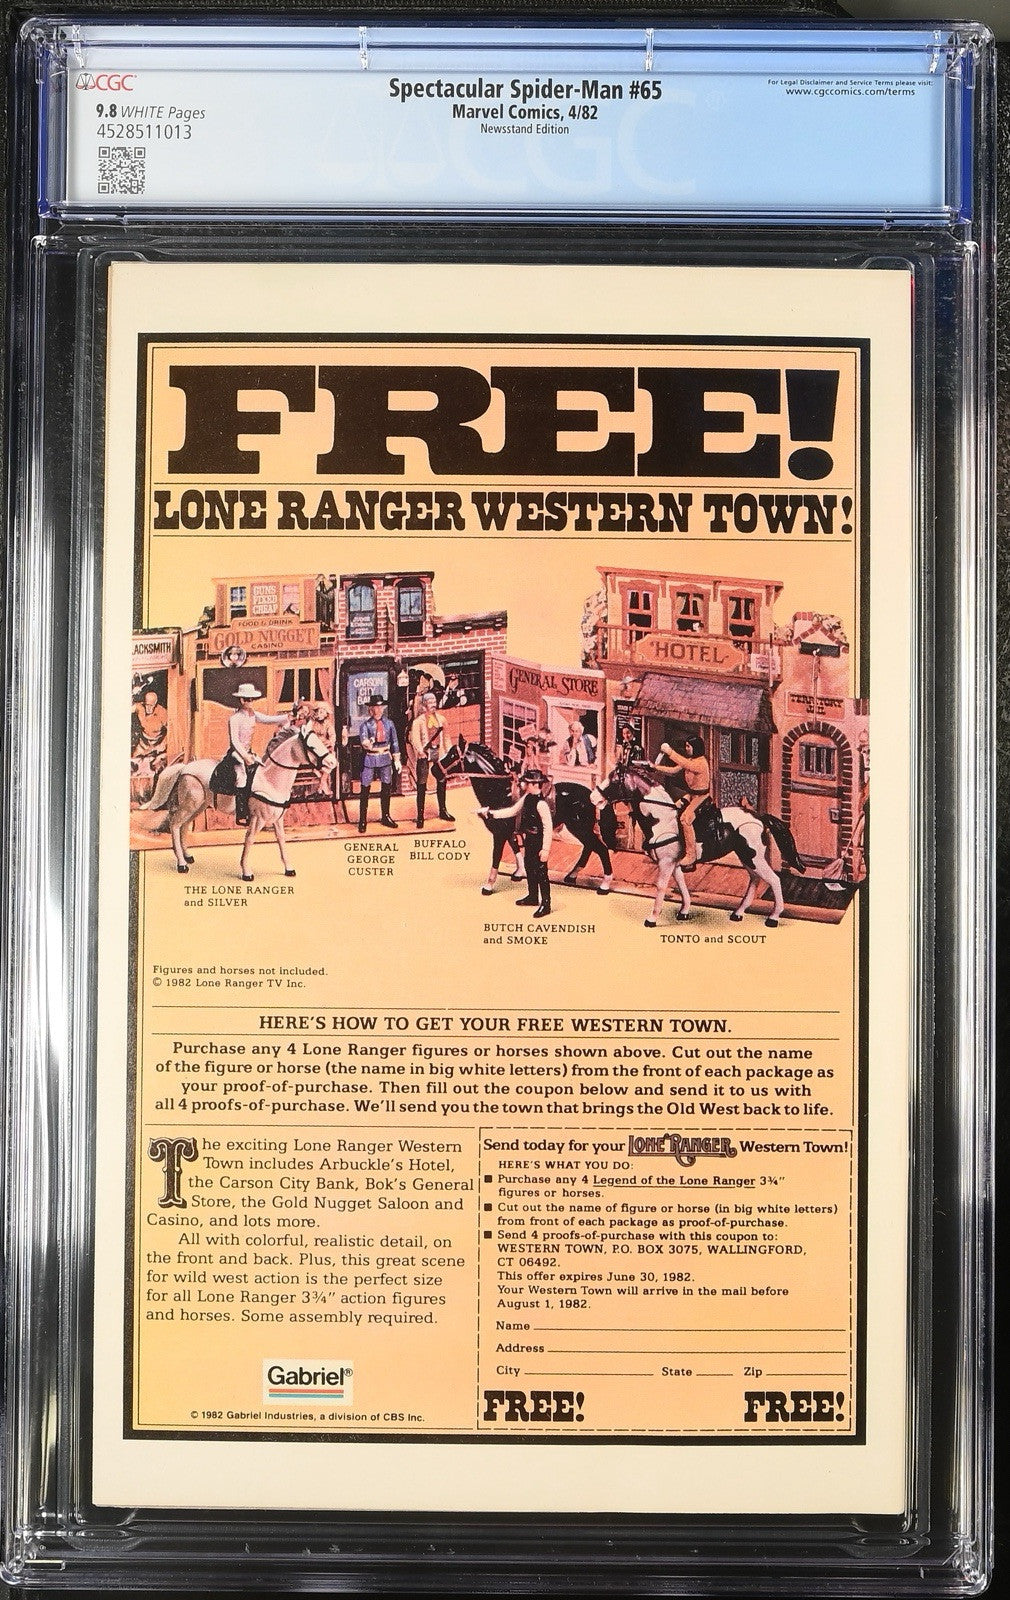 CGC
9.8 WHITE Pages
4528511013
Spectacular Spider-Man #65
Marvel Comics, 4/82
Newsstand Edition
For Legal Disclaimer and Service Terms please visit:
www.cgccomics.com/terms
FREE!
LONE RANGER WESTERN TOWN!
GUNS
FIXED
CHEAP
FOOD & DRINK
GOLD NUGGET
CASINO
ACKSMITH
CARSON
CITY
GENERAL STORE
HOTEL
THE LONE RANGER
and SILVER
GENERAL
GEORGE
CUSTER
BUFFALO
BILL CODY
BUTCH CAVENDISH
and SMOKE
TONTO and SCOUT
Figures and horses not included.
© 1982 Lone Ranger TV Inc.
HERE'S HOW TO GET YOUR FREE WESTERN TOWN.
Purchase any 4 Lone Ranger figures or horses shown above. Cut out the name
of the figure or horse (the name in big white letters) from the front of each package as
your proof-of-purchase. Then fill out the coupon below and send it to us with
all 4 proofs-of-purchase. We'll send you the town that brings the Old West back to life.
The exciting Lone Ranger Western
Town includes Arbuckle's Hotel,
the Carson City Bank, Bok's General
Store, the Gold Nugget Saloon and
Casino, and lots more.
All with colorful, realistic detail, on
the front and back. Plus, this great scene
for wild west action is the perfect size
for all Lone Ranger 3¾" action figures
and horses. Some assembly required.
Gabriel®
© 1982 Gabriel Industries, a division of CBS Inc.
Send today for your LONE RANGER Western Town!
HERE'S WHAT YOU DO:
■ Purchase any 4 Legend of the Lone Ranger 3¾"
figures or horses.
■ Cut out the name of figure or horse (in big white letters)
from front of each package as proof-of-purchase.
■ Send 4 proofs-of-purchase with this coupon to:
WESTERN TOWN, P.O. BOX 3075, WALLINGFORD,
CT 06492.
This offer expires June 30, 1982.
Your Western Town will arrive in the mail before
August 1, 1982.
Name
Address
City State Zip
FREE! FREE!